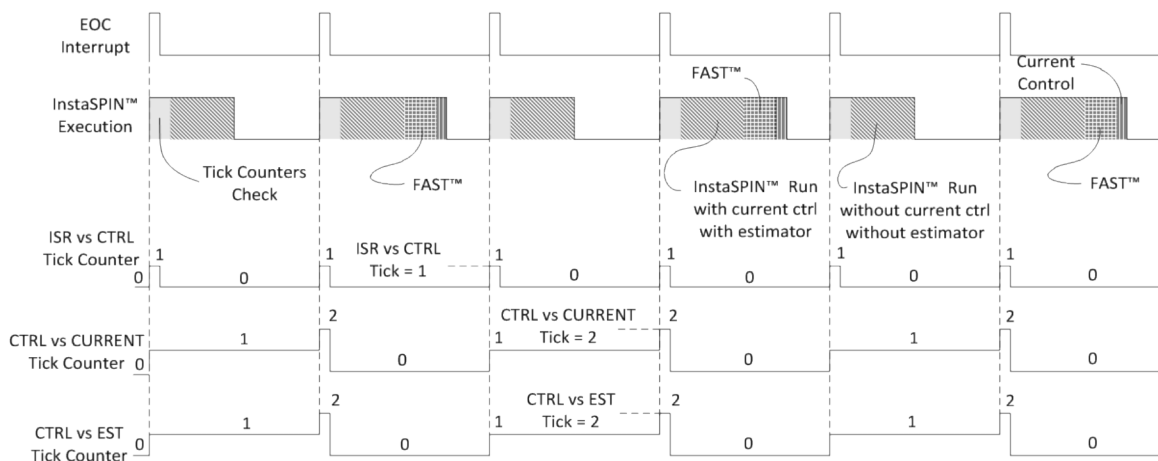 EOC
Interrupt
InstaSPIN™
Execution
FAST™
Current
Control
Tick Counters
Check
FAST™
InstaSPIN™ Run
with current ctrl
with estimator
InstaSPIN™ Run
without current ctrl
without estimator
FAST™
ISR vs CTRL
Tick Counter
ISR vs CTRL
Tick = 1
0 1 0 1 1 0 1 0 1 0 1 0
CTRL vs CURRENT
Tick Counter
CTRL vs CURRENT
Tick = 2
0 1 2 0 1 2 0 1 2 0
CTRL vs EST
Tick Counter
CTRL vs EST
Tick = 2
0 1 2 0 1 2 0 1 2 0